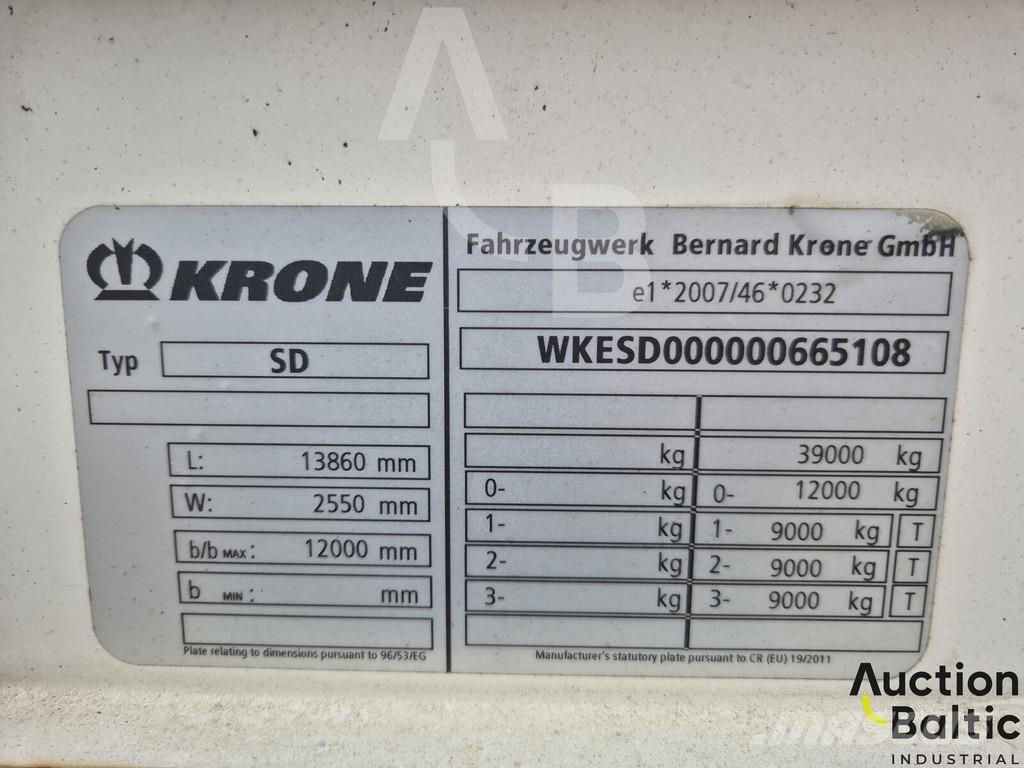 KRONE
Typ SD
L: 13860 mm
W: 2550 mm
b/b MAX: 12000 mm
b MIN: mm
Plate relating to dimensions pursuant to 96/53/EG
Fahrzeugwerk Bernard Krone GmbH
e1*2007/46*0232
WKESD000000665108
kg 39000 kg
0- kg 0- 12000 kg
1- kg 1- 9000 kg T
2- kg 2- 9000 kg T
3- kg 3- 9000 kg T
Manufacturer's statutory plate pursuant to CR (EU) 19/2011
A
B
Auction
Baltic
INDUSTRIAL